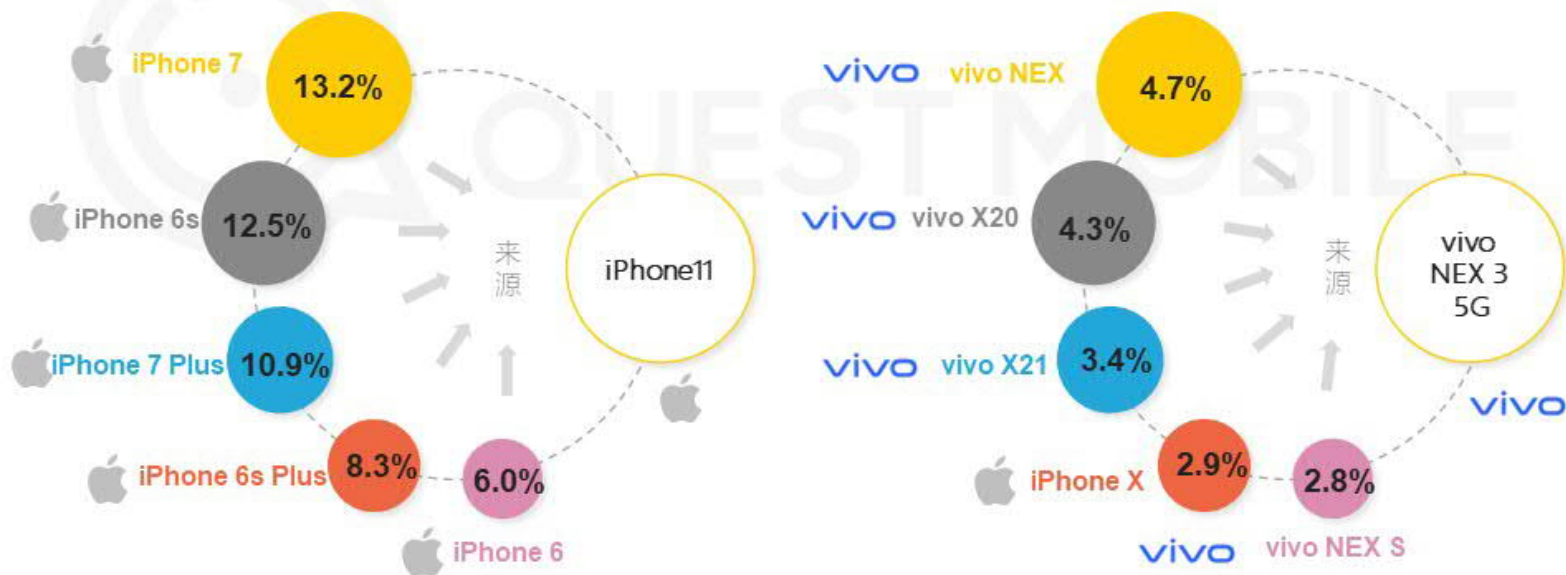 QUEST MOBILE
iPhone 7
13.2%
iPhone 6s
12.5%
iPhone 7 Plus
10.9%
iPhone 6s Plus
8.3%
6.0%
iPhone 6
来
源
iPhone11
vivo
vivo NEX
4.7%
vivo
vivo X20
4.3%
vivo
vivo X21
3.4%
iPhone X
2.9%
2.8%
vivo
vivo NEX S
来
源
vivo
NEX 3
5G
vivo